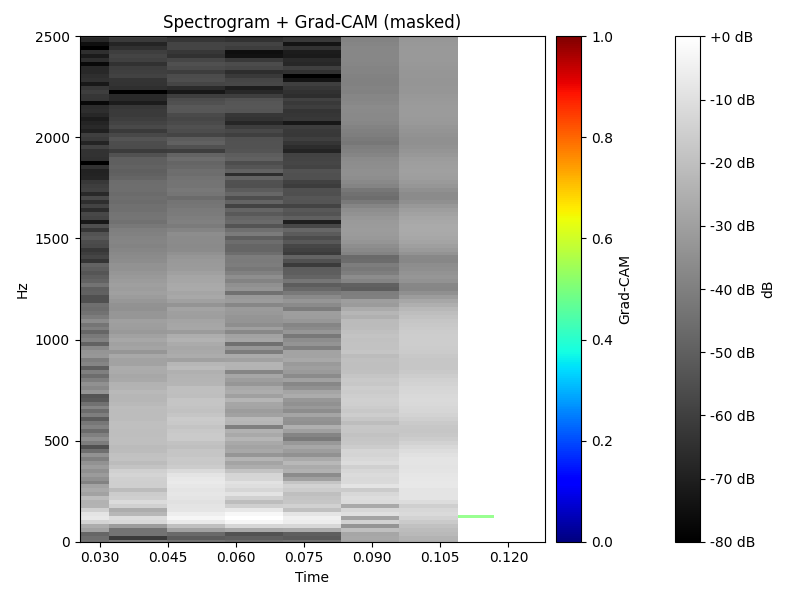 Spectrogram + Grad-CAM (masked)
2500
2000
1500
1000
500
0
Hz
0.030 0.045 0.060 0.075 0.090 0.105 0.120
Time
1.0
0.8
0.6
0.4
0.2
0.0
Grad-CAM
+0 dB
-10 dB
-20 dB
-30 dB
-40 dB
-50 dB
-60 dB
-70 dB
-80 dB
dB